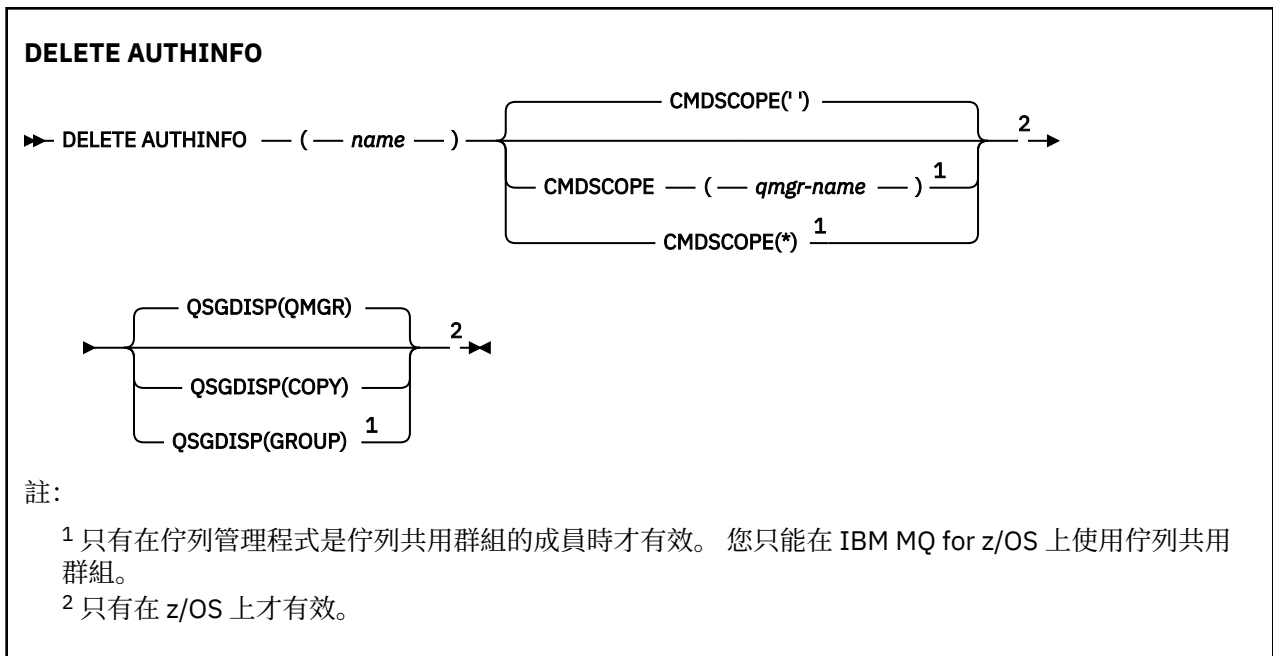 DELETE AUTHINFO
CMDSCOPE(' ')
DELETE AUTHINFO ( name ) 2
CMDSCOPE ( qmgr-name ) 1
CMDSCOPE(*) 1
QSGDISP(QMGR)
2
QSGDISP(COPY)
QSGDISP(GROUP) 1
註:
1 只有在佇列管理程式是佇列共用群組的成員時才有效。 您只能在 IBM MQ for z/OS 上使用佇列共用
群組。
2 只有在 z/OS 上才有效。